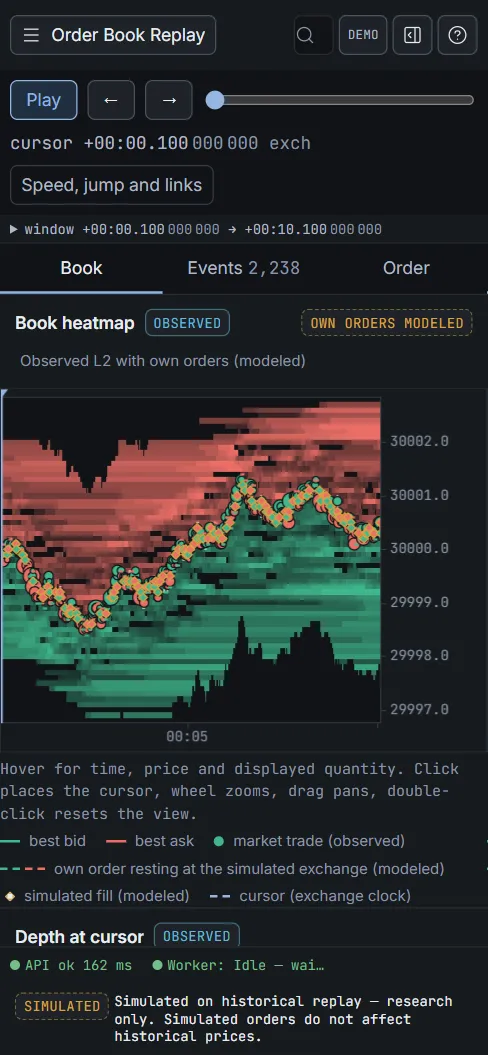 Order Book Replay
DEMO
Play ← →
cursor +00:00.100 000 000 exch
Speed, jump and links
window +00:00.100 000 000 → +00:10.100 000 000
Book Events 2,238 Order
Book heatmap OBSERVED OWN ORDERS MODELED
Observed L2 with own orders (modeled)
30002.0
30001.0
30000.0
29999.0
29998.0
29997.0
00:05
Hover for time, price and displayed quantity. Click
places the cursor, wheel zooms, drag pans, double-
click resets the view.
best bid best ask market trade (observed)
own order resting at the simulated exchange (modeled)
simulated fill (modeled) cursor (exchange clock)
Depth at cursor OBSERVED
API ok 162 ms Worker: Idle — wai…
SIMULATED Simulated on historical replay — research
only. Simulated orders do not affect
historical prices.